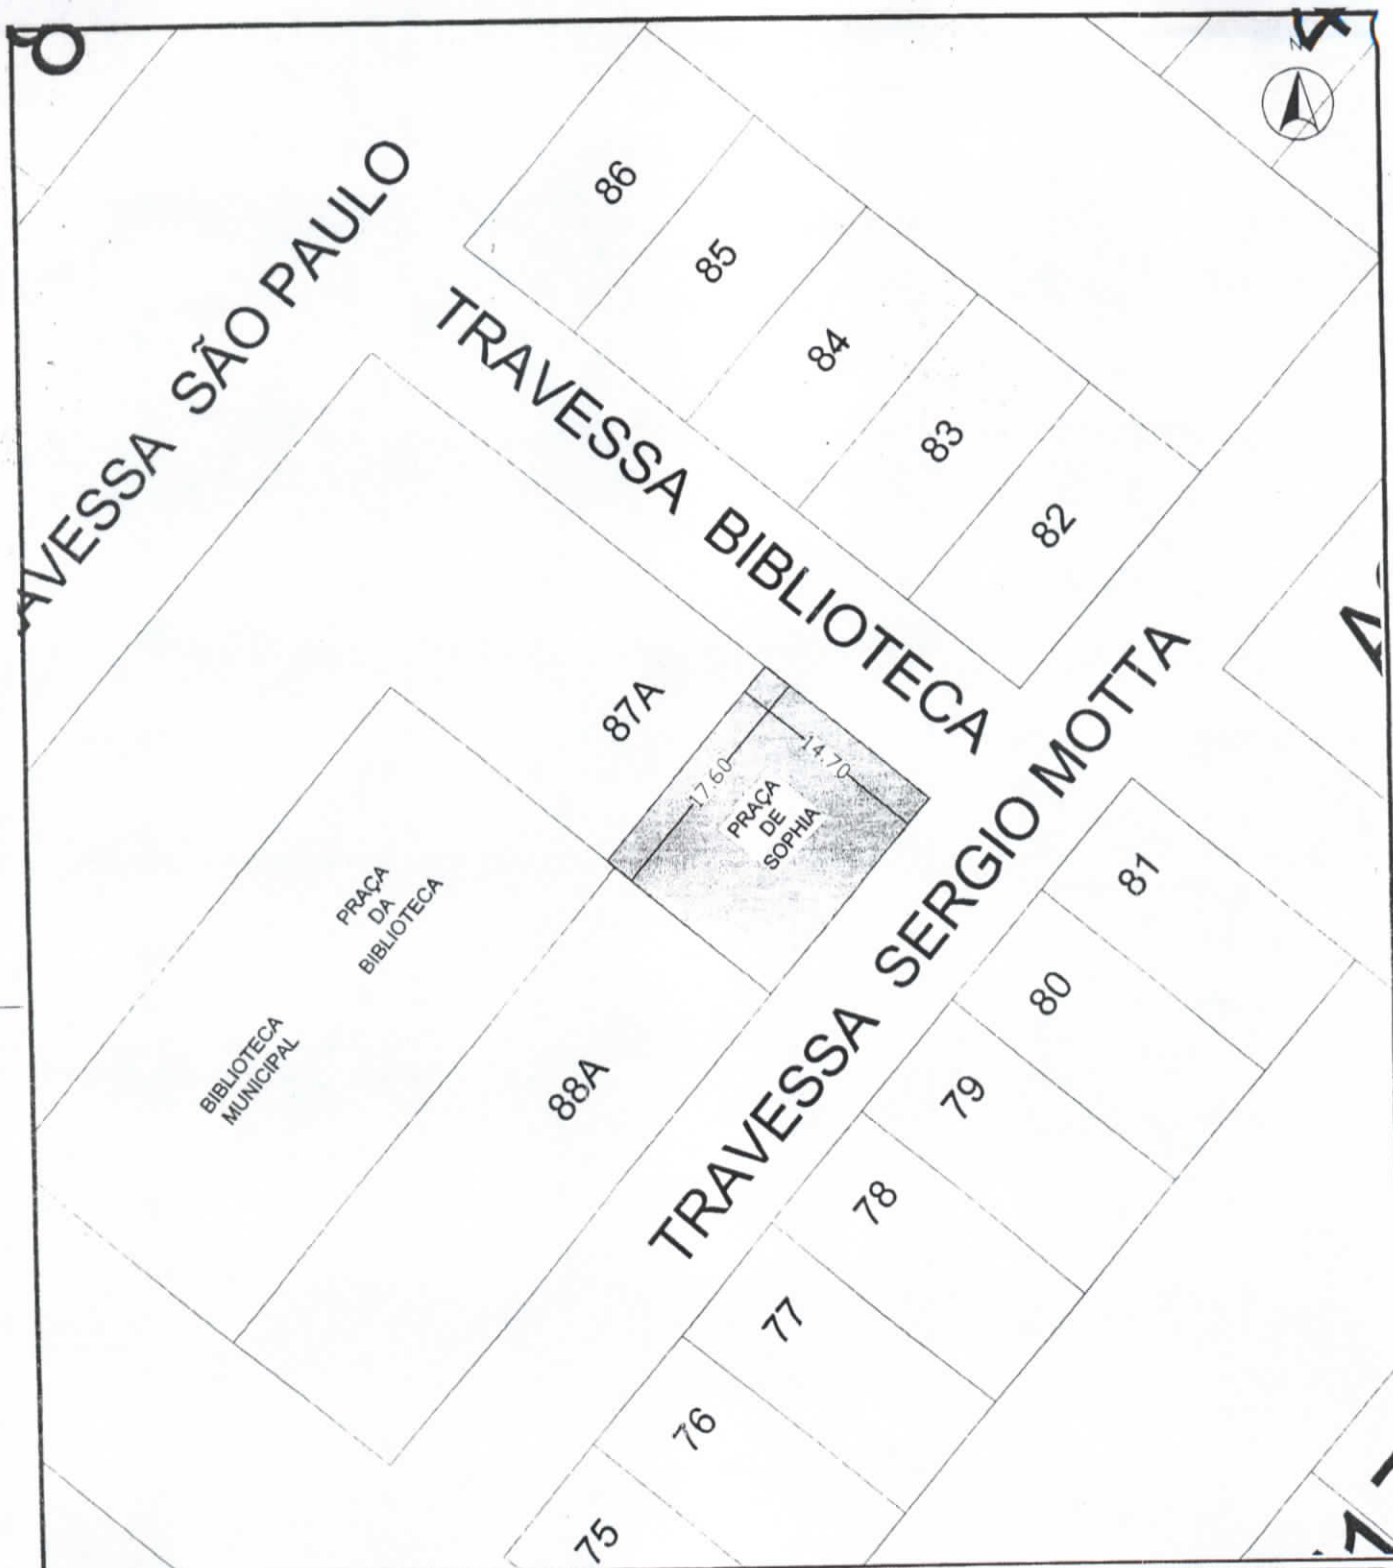 N
86
85
84
83
82
TRAVESSA SÃO PAULO
TRAVESSA BIBLIOTECA
87A
17.60
14.70
PRAÇA
DE
SOPHIA
TRAVESSA SERGIO MOTTA
PRAÇA
DA
BIBLIOTECA
BIBLIOTECA
MUNICIPAL
88A
81
80
79
78
77
76
75